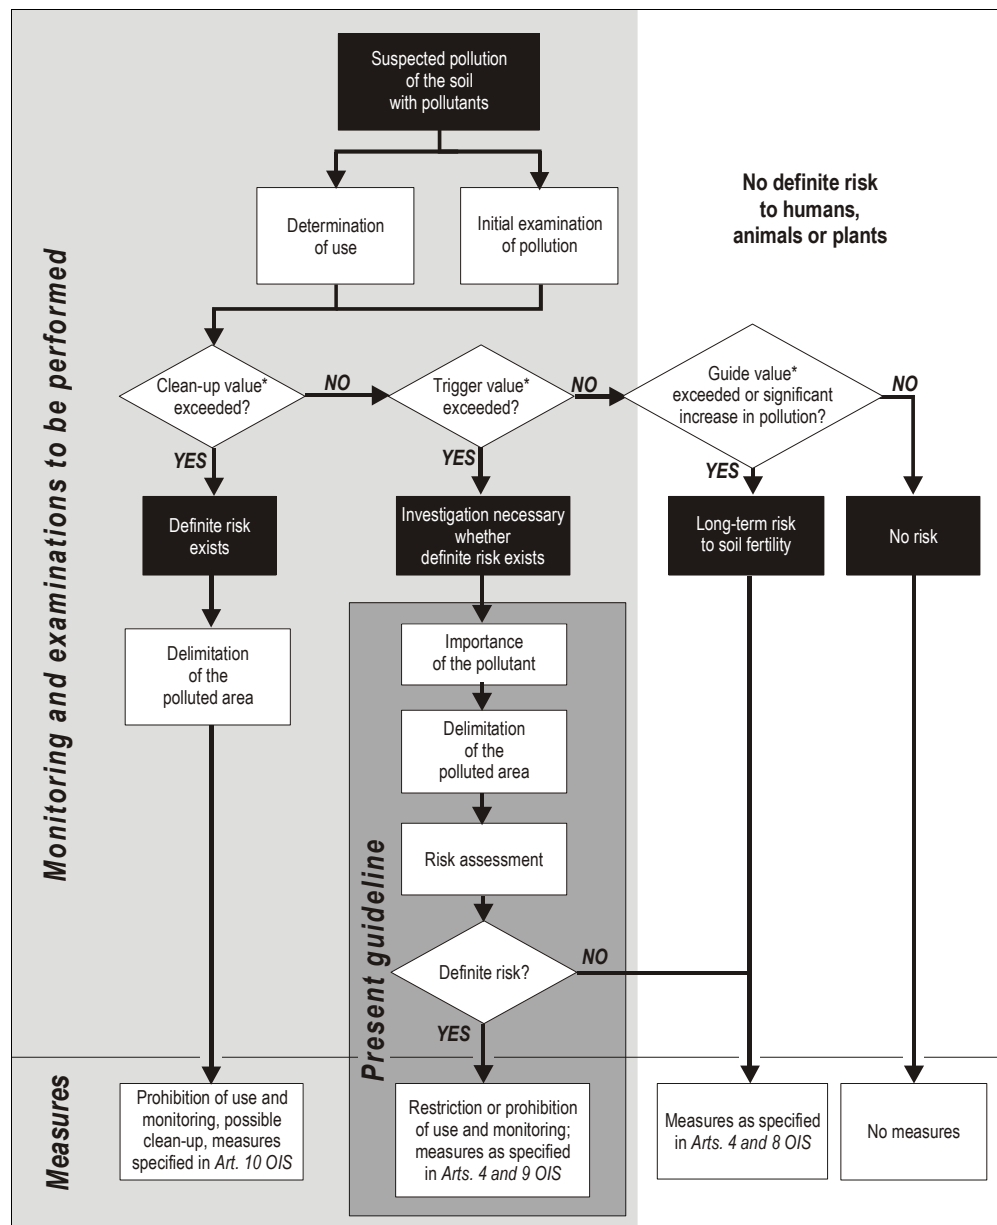 Suspected pollution
of the soil
with pollutants
No definite risk
to humans,
animals or plants
Determination
of use
Initial examination
of pollution
Monitoring and examinations to be performed
Clean-up value*
exceeded?
NO
Trigger value*
exceeded?
NO
Guide value*
exceeded or significant
increase in pollution?
NO
YES
YES
YES
Definite risk
exists
Investigation necessary
whether
definite risk exists
Long-term risk
to soil fertility
No risk
Delimitation
of the
polluted area
Present guideline
Importance
of the pollutant
Delimitation
of the
polluted area
Risk assessment
Definite risk?
NO
YES
Measures
Prohibition of use and
monitoring, possible
clean-up, measures
specified in Art. 10 OIS
Restriction or prohibition
of use and monitoring;
measures as specified
in Arts. 4 and 9 OIS
Measures as specified
in Arts. 4 and 8 OIS
No measures